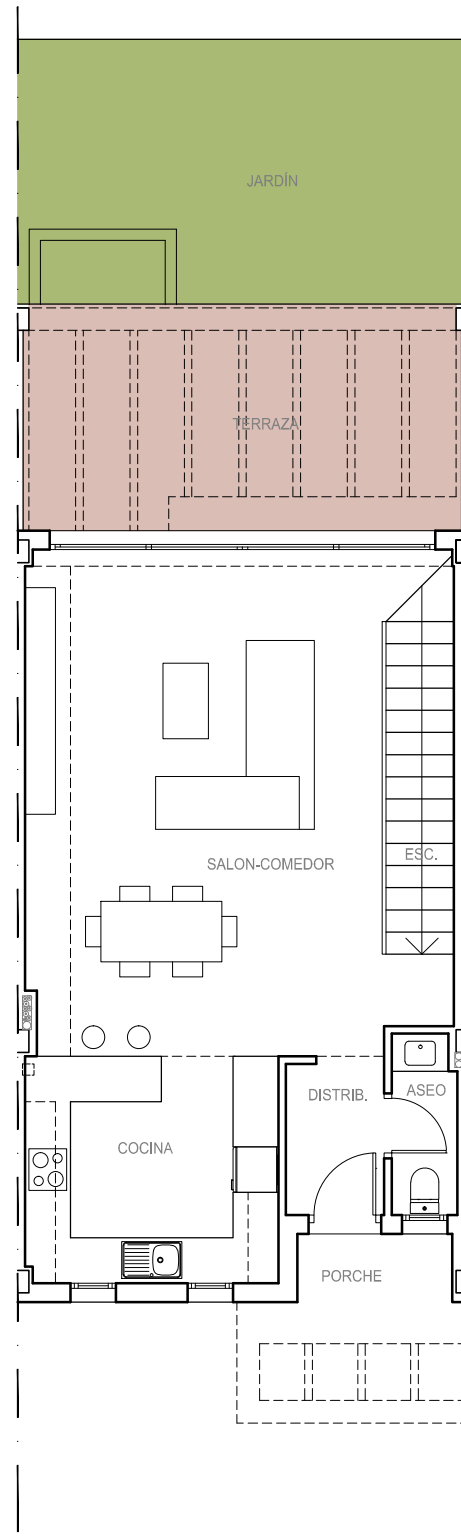 JARDÍN
TERRAZA
SALON-COMEDOR
ESC.
DISTRIB.
ASEO
COCINA
PORCHE